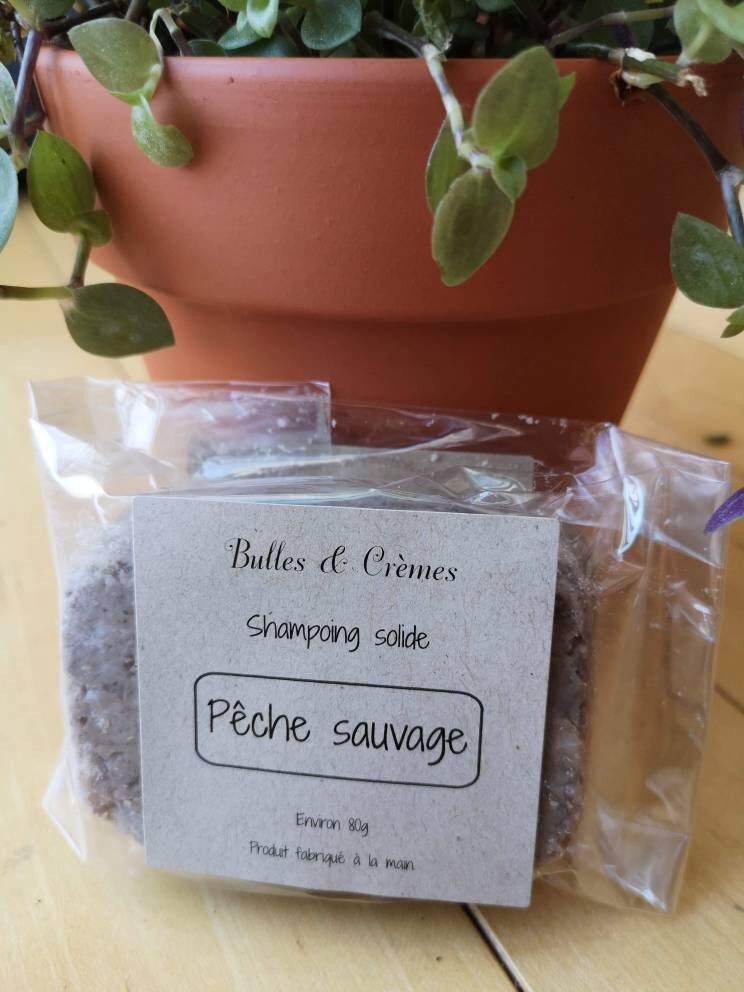 Bulles & Crèmes
Shampoing solide
Pêche sauvage
Environ 80g
Produit fabriqué à la main